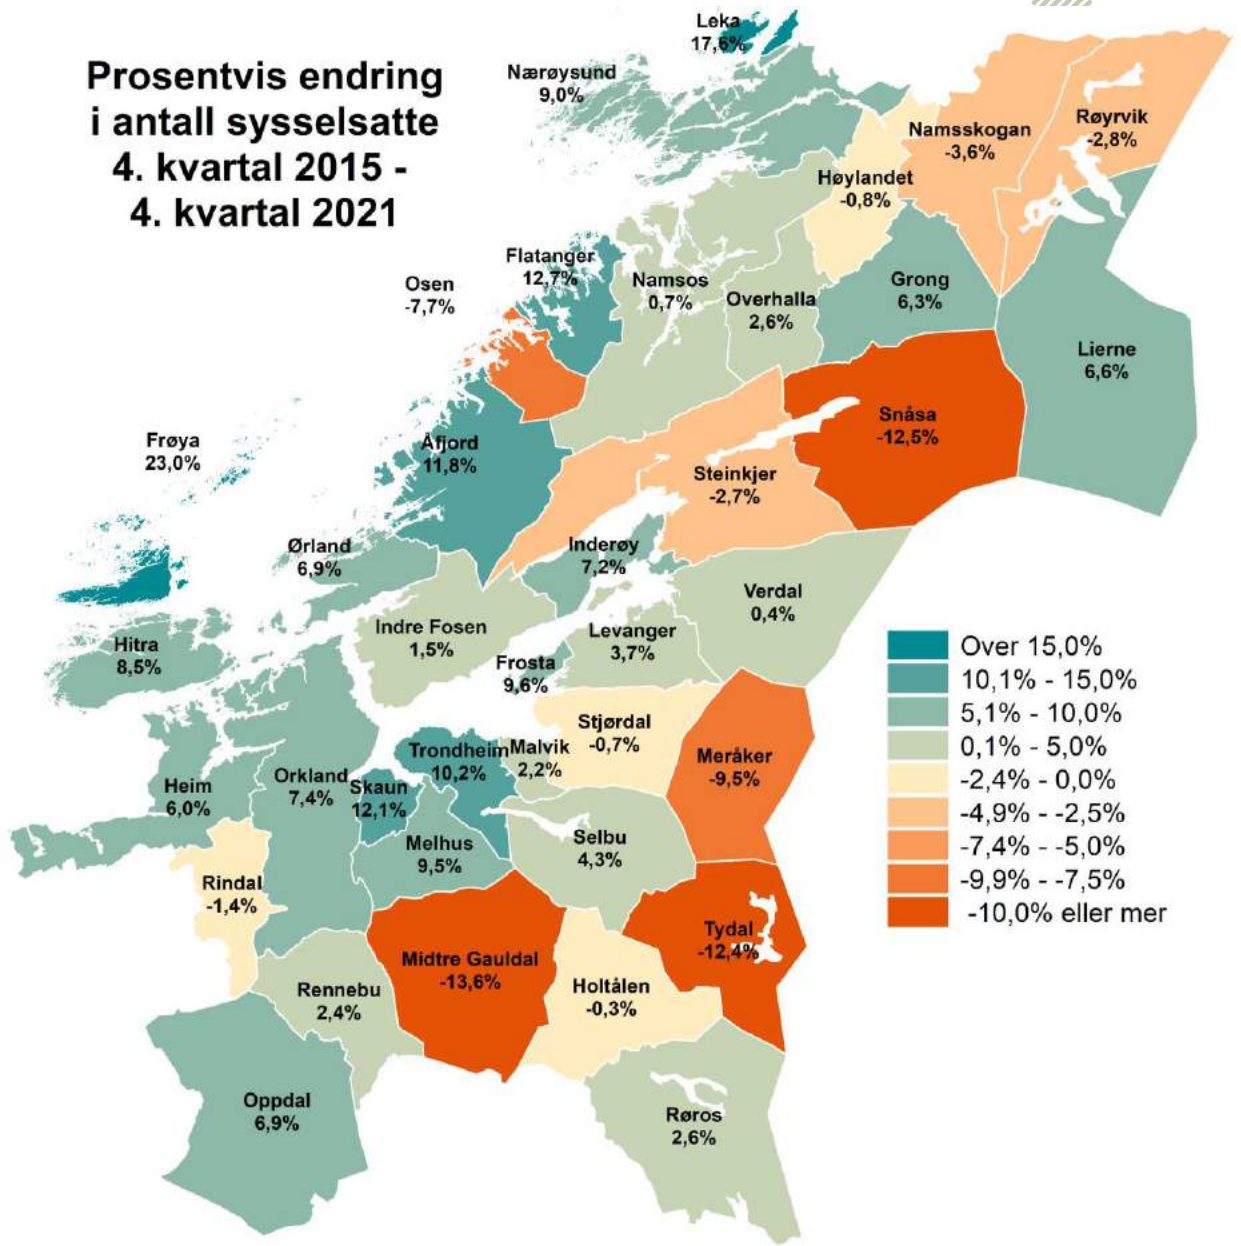 Prosentvis endring
i antall sysselsatte
4. kvartal 2015 -
4. kvartal 2021
Leka
17,6%
Nærøysund
9,0%
Namsskogan
-3,6%
Røyrvik
-2,8%
Høylandet
-0,8%
Flatanger
12,7%
Osen
-7,7%
Namsos
0,7%
Overhalla
2,6%
Grong
6,3%
Lierne
6,6%
Snåsa
-12,5%
Frøya
23,0%
Åfjord
11,8%
Steinkjer
-2,7%
Ørland
6,9%
Inderøy
7,2%
Verdal
0,4%
Hitra
8,5%
Indre Fosen
1,5%
Levanger
3,7%
Frosta
9,6%
Stjørdal
-0,7%
Meråker
-9,5%
Trondheim
10,2%
Malvik
2,2%
Heim
6,0%
Orkland
7,4%
Skaun
12,1%
Melhus
9,5%
Selbu
4,3%
Rindal
-1,4%
Tydal
-12,4%
Midtre Gauldal
-13,6%
Holtålen
-0,3%
Rennebu
2,4%
Oppdal
6,9%
Røros
2,6%
Over 15,0%
10,1% - 15,0%
5,1% - 10,0%
0,1% - 5,0%
-2,4% - 0,0%
-4,9% - -2,5%
-7,4% - -5,0%
-9,9% - -7,5%
-10,0% eller mer